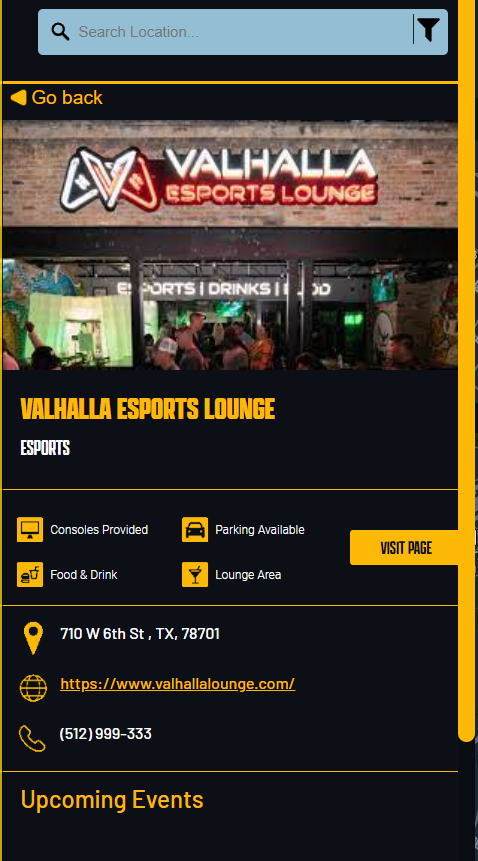 Search Location...
Go back
VALHALLA
ESPORTS LOUNGE
ESPORTS | DRINKS | FOOD
VALHALLA ESPORTS LOUNGE
ESPORTS
Consoles Provided
Parking Available
VISIT PAGE
Food & Drink
Lounge Area
710 W 6th St , TX, 78701
https://www.valhallalounge.com/
(512) 999-333
Upcoming Events